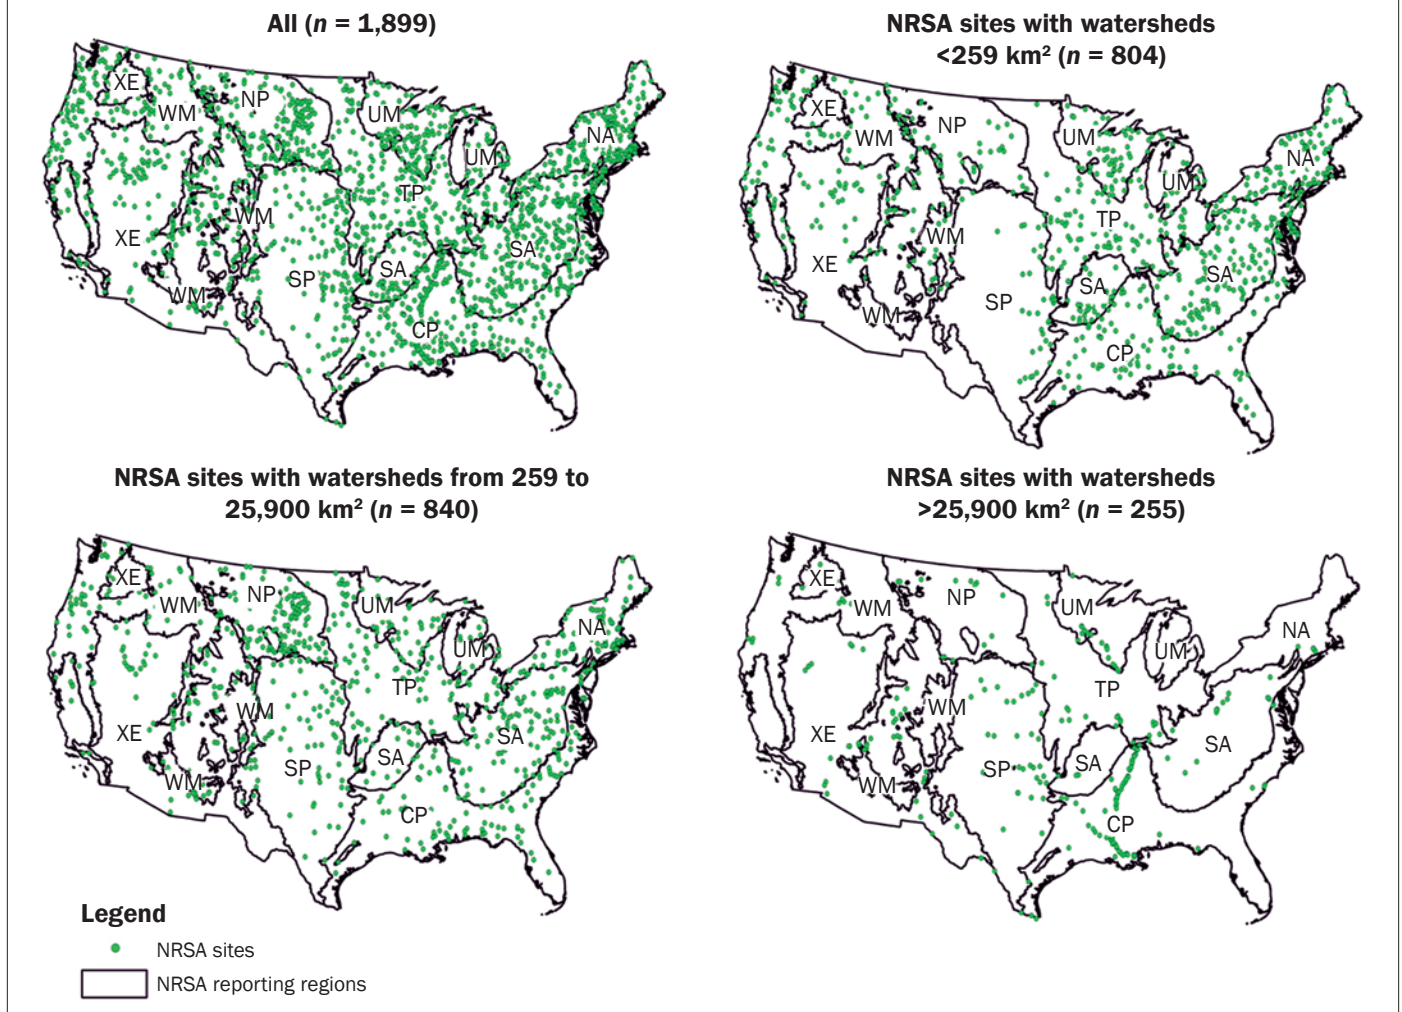 All (n = 1,899)
XE
WM
NP
UM
UM
NA
TP
WM
XE
SA
SP
SA
WM
CP
NRSA sites with watersheds
<259 km² (n = 804)
XE
WM
NP
UM
UM
NA
TP
WM
XE
SA
SA
SP
WM
CP
NRSA sites with watersheds from 259 to
25,900 km² (n = 840)
XE
WM
NP
UM
UM
NA
TP
WM
XE
SA
SA
SP
WM
CP
NRSA sites with watersheds
>25,900 km² (n = 255)
XE
WM
NP
UM
UM
NA
TP
WM
XE
SA
SA
SP
WM
CP
Legend
NRSA sites
NRSA reporting regions